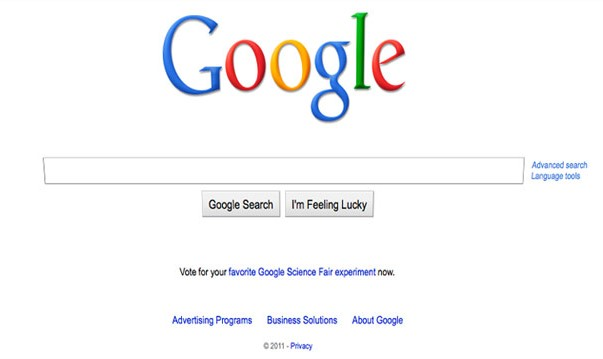 Google
Advanced search
Language tools
Google Search I'm Feeling Lucky
Vote for your favorite Google Science Fair experiment now.
Advertising Programs Business Solutions About Google
© 2011 - Privacy